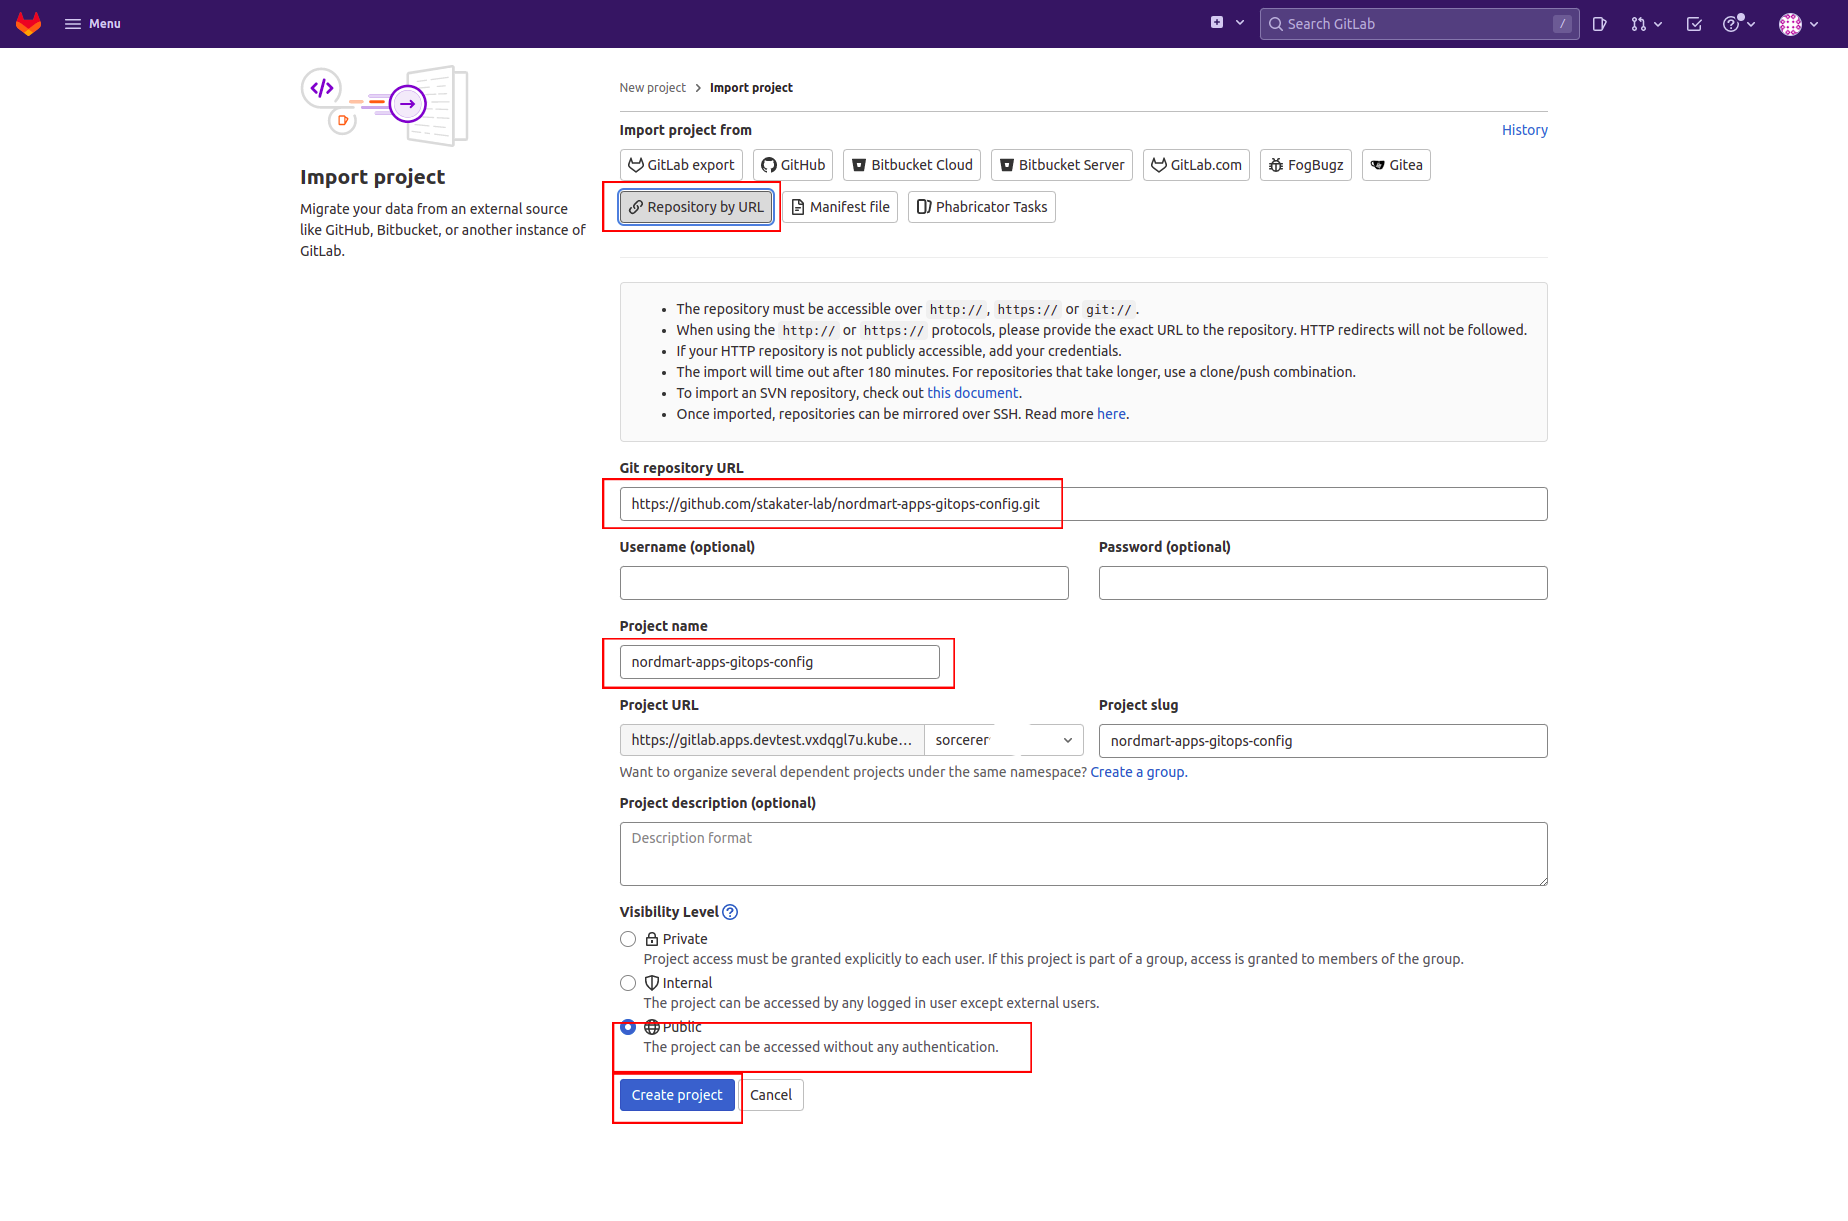 Menu
Search GitLab
/
Import project
Migrate your data from an external source
like GitHub, Bitbucket, or another instance of
GitLab.
New project > Import project
Import project from
History
GitLab export
GitHub
Bitbucket Cloud
Bitbucket Server
GitLab.com
FogBugz
Gitea
Repository by URL
Manifest file
Phabricator Tasks
• The repository must be accessible over http://, https:// or git://.
• When using the http:// or https:// protocols, please provide the exact URL to the repository. HTTP redirects will not be followed.
• If your HTTP repository is not publicly accessible, add your credentials.
• The import will time out after 180 minutes. For repositories that take longer, use a clone/push combination.
• To import an SVN repository, check out this document.
• Once imported, repositories can be mirrored over SSH. Read more here.
Git repository URL
https://github.com/stakater-lab/nordmart-apps-gitops-config.git
Username (optional)
Password (optional)
Project name
nordmart-apps-gitops-config
Project URL
Project slug
https://gitlab.apps.devtest.vxdqgl7u.kube...
sorcerer
nordmart-apps-gitops-config
Want to organize several dependent projects under the same namespace? Create a group.
Project description (optional)
Description format
Visibility Level
Private
Project access must be granted explicitly to each user. If this project is part of a group, access is granted to members of the group.
Internal
The project can be accessed by any logged in user except external users.
Public
The project can be accessed without any authentication.
Create project
Cancel